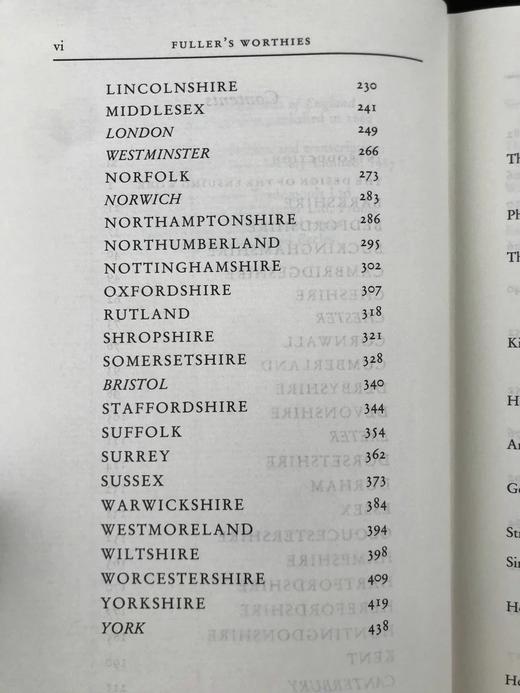 vi FULLER'S WORTHIES
LINCOLNSHIRE 230
MIDDLESEX 241
LONDON 249
WESTMINSTER 266
NORFOLK 273
NORWICH 283
NORTHAMPTONSHIRE 286
NORTHUMBERLAND 295
NOTTINGHAMSHIRE 302
OXFORDSHIRE 307
RUTLAND 318
SHROPSHIRE 321
SOMERSETSHIRE 328
BRISTOL 340
STAFFORDSHIRE 344
SUFFOLK 354
SURREY 362
SUSSEX 373
WARWICKSHIRE 384
WESTMORELAND 394
WILTSHIRE 398
WORCESTERSHIRE 409
YORKSHIRE 419
YORK 438